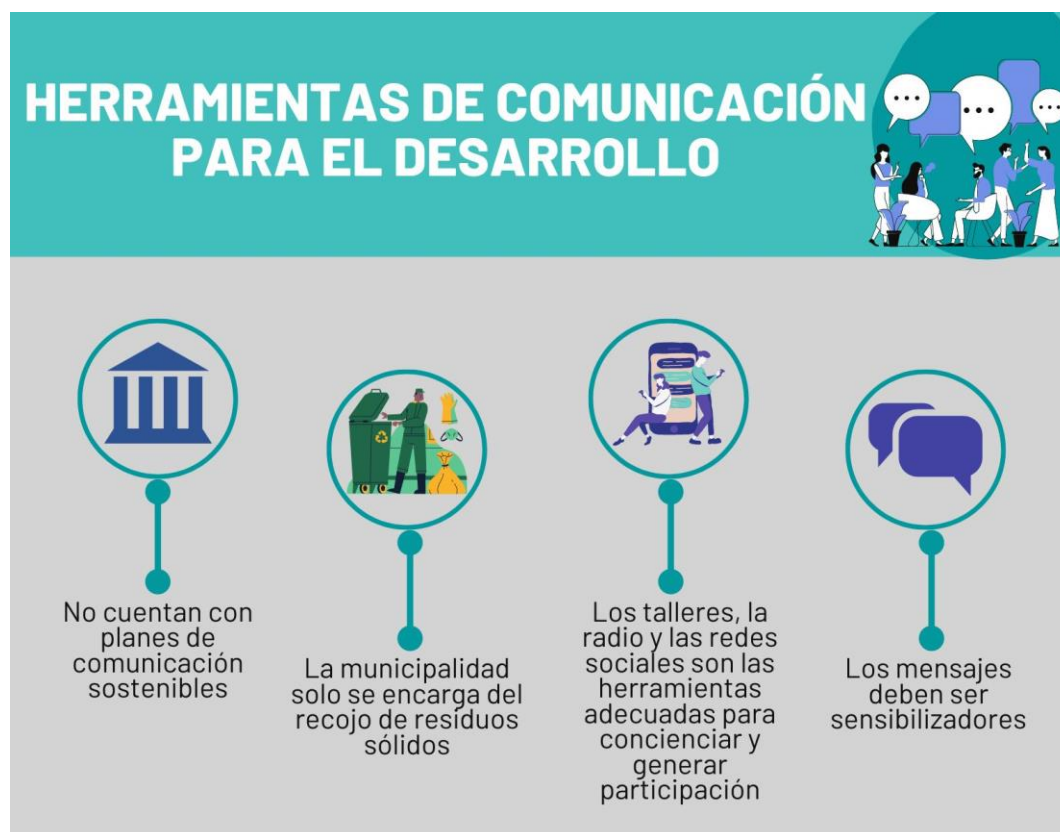 HERRAMIENTAS DE COMUNICACIÓN
PARA EL DESARROLLO
No cuentan con
planes de
comunicación
sostenibles
La municipalidad
solo se encarga del
recojo de resíduos
sólidos
Los talleres, la
radio y las redes
sociales son las
herramientas
adecuadas para
concienciar y
generar
participación
Los mensajes
deben ser
sensibilizadores